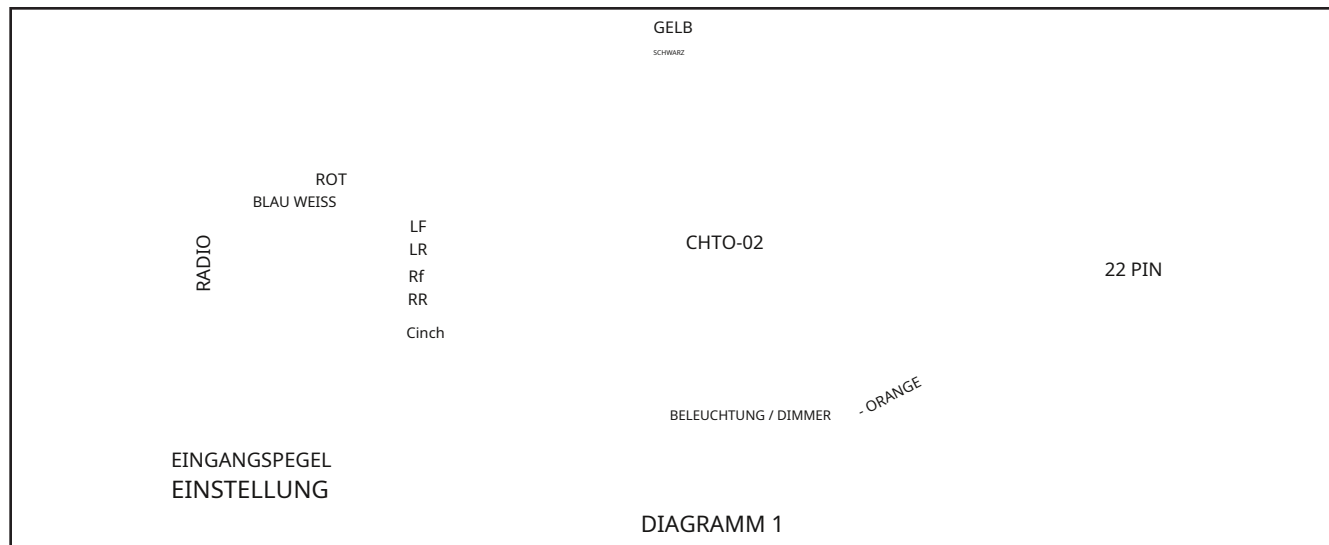 GELB
SCHWARZ
ROT
BLAU WEISS
RADIO
LF
LR
Rf
RR
Cinch
CHTO-02
22 PIN
- ORANGE
BELEUCHTUNG / DIMMER
EINGANGSPEGEL
EINSTELLUNG
DIAGRAMM 1